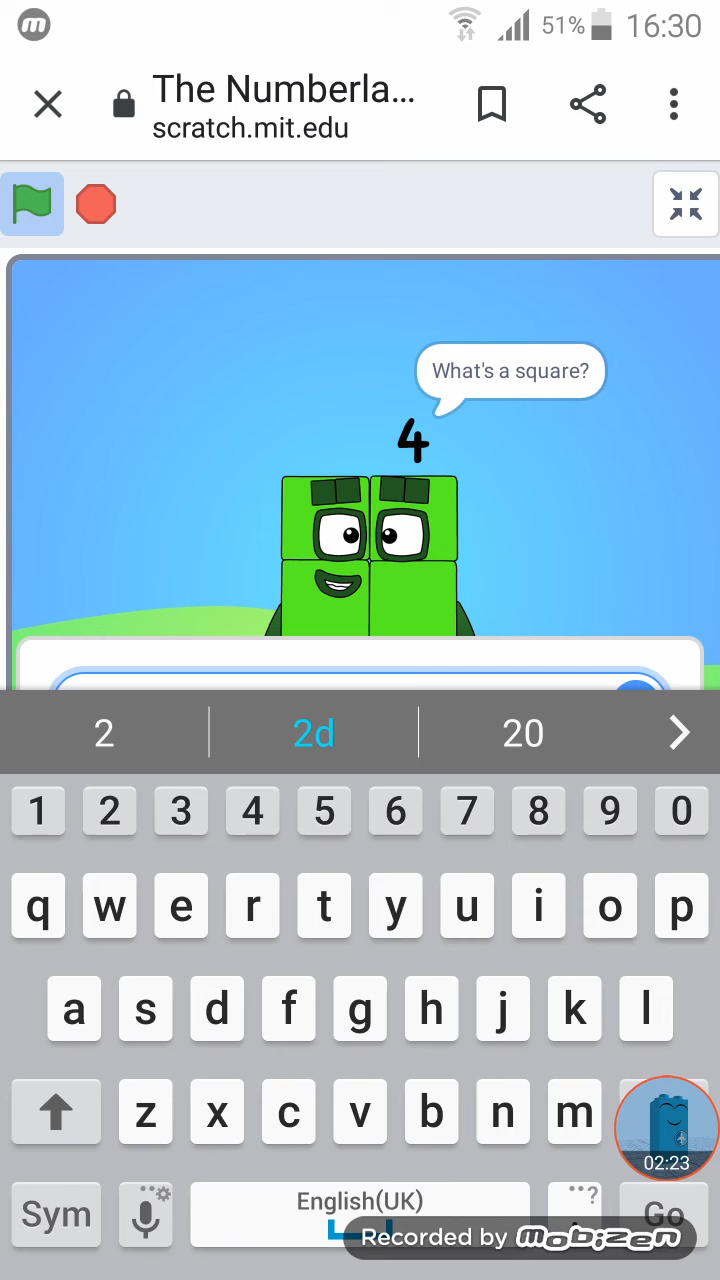 m 51% 16:30
The Numberla...
scratch.mit.edu
What's a square?
4
2 2d 20
1 2 3 4 5 6 7 8 9 0
q w e r t y u i o p
a s d f g h j k l
z x c v b n m
02:23
Sym English(UK) ? . Go
Recorded by mobizen